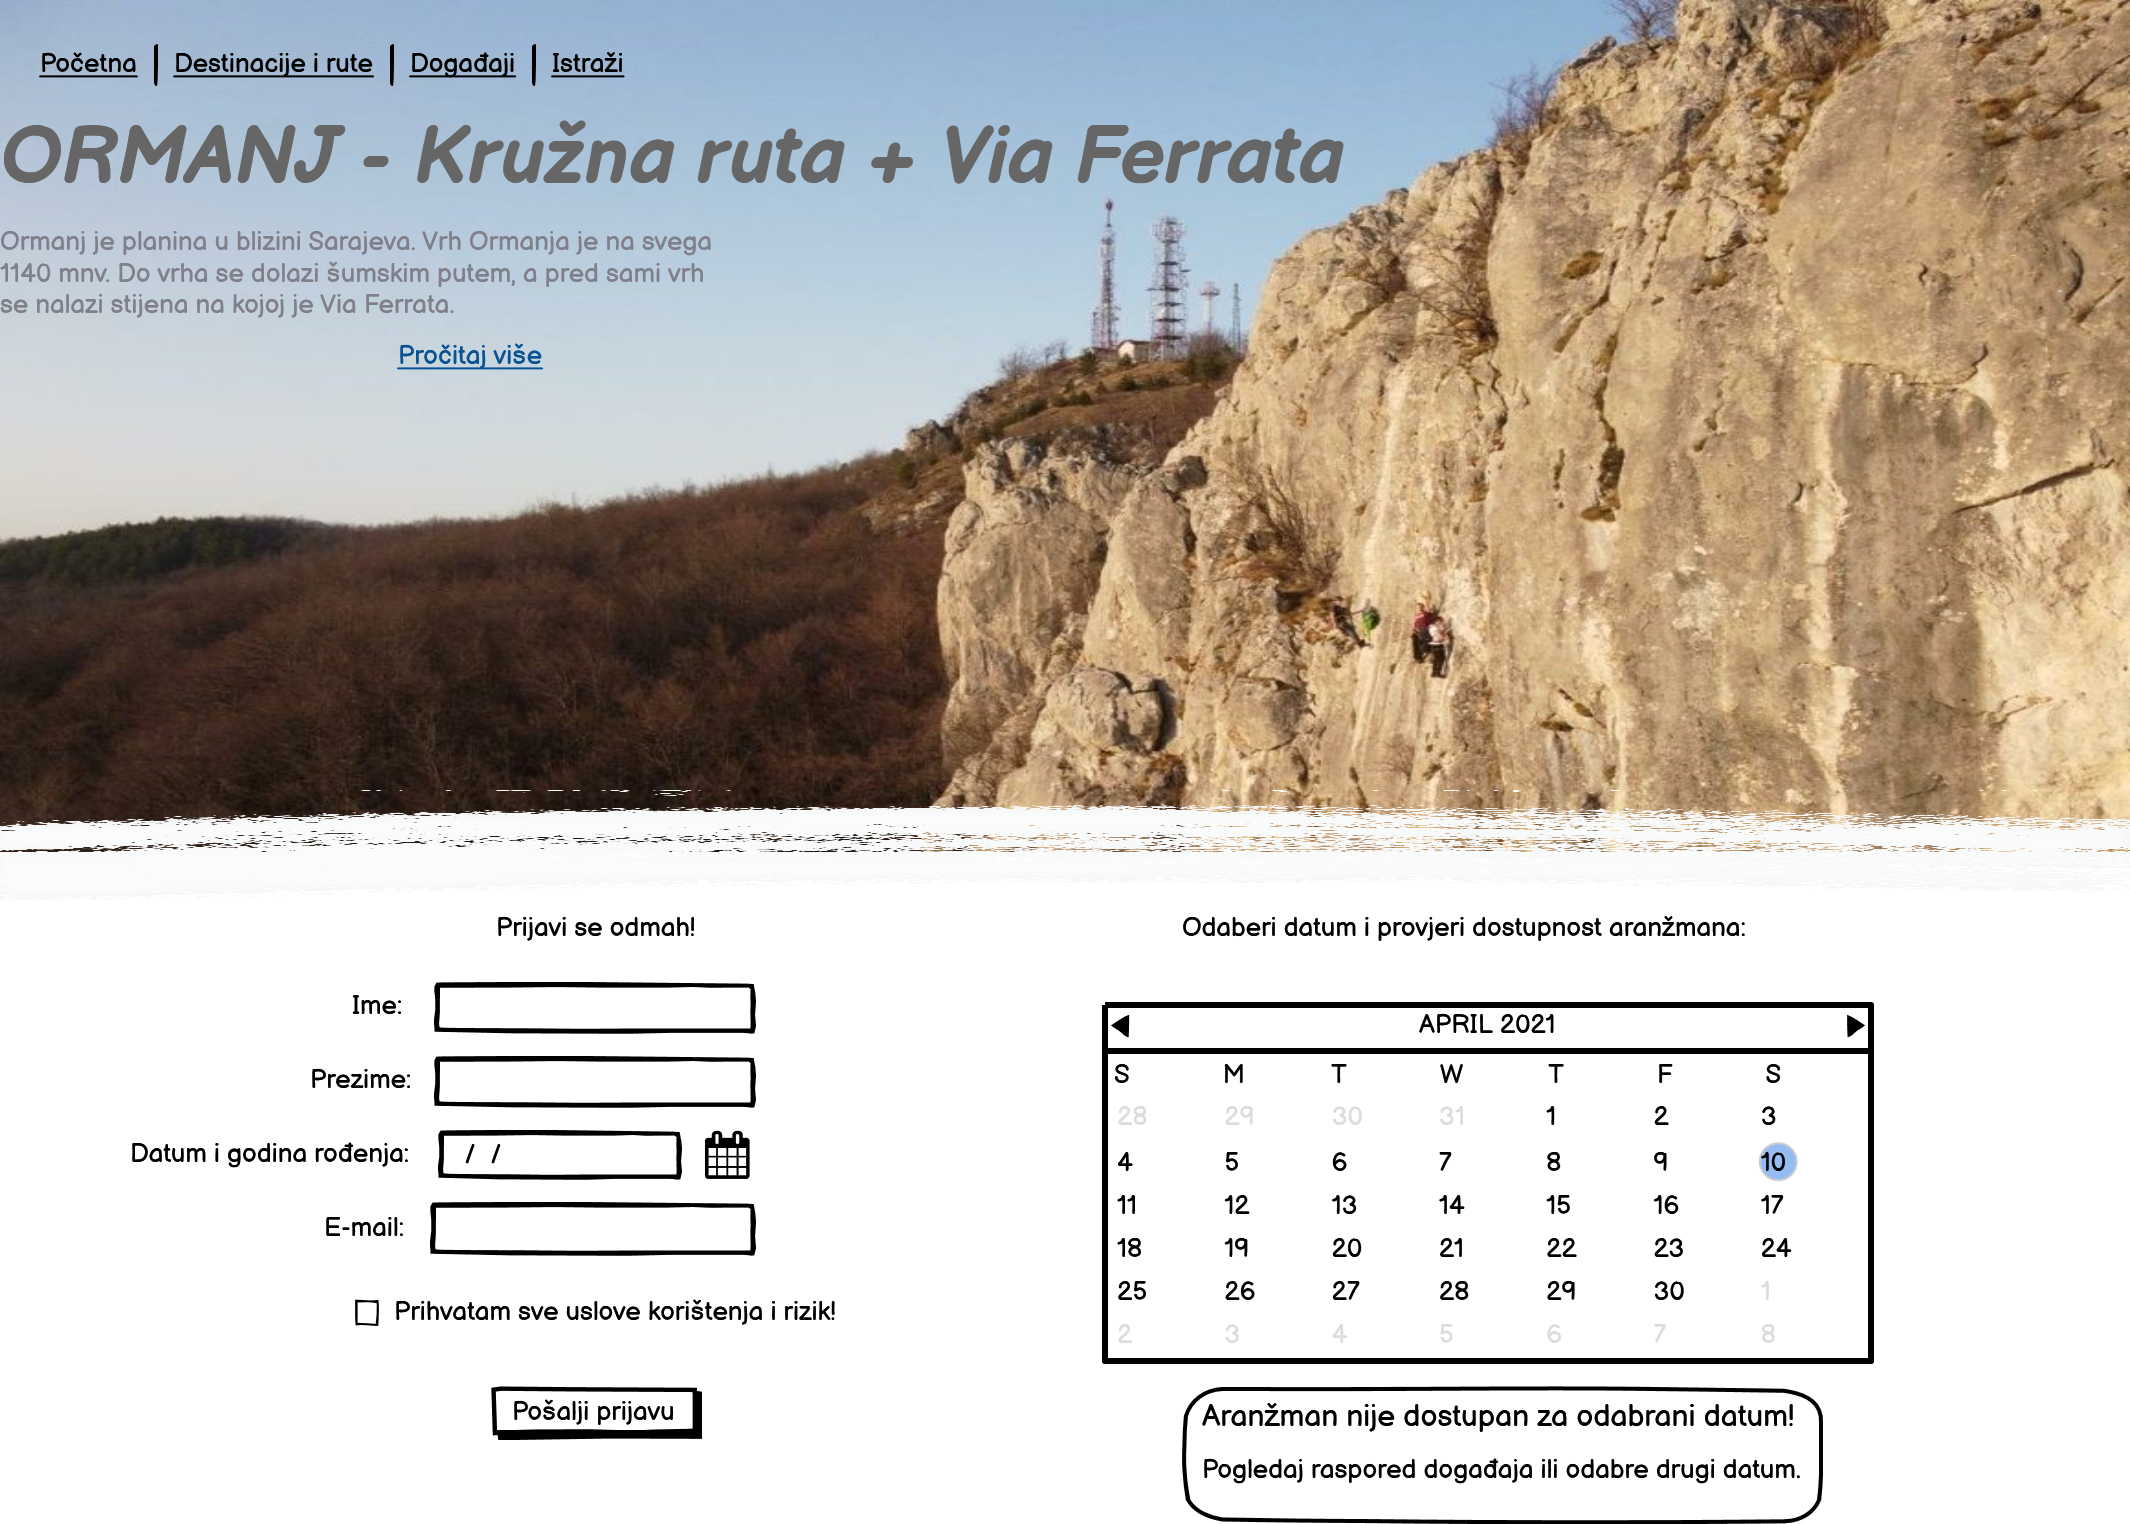 Početna | Destinacije i rute | Događaji | Istraži
ORMANJ - Kružna ruta + Via Ferrata
Ormanj je planina u blizini Sarajeva. Vrh Ormanja je na svega
1140 mnv. Do vrha se dolazi šumskim putem, a pred sami vrh
se nalazi stijena na kojoj je Via Ferrata.
Pročitaj više
Prijavi se odmah!
Ime:
Prezime:
Datum i godina rođenja: / /
E-mail:
Prihvatam sve uslove korištenja i rizik!
Pošalji prijavu
Odaberi datum i provjeri dostupnost aranžmana:
APRIL 2021
S M T W T F S
28 29 30 31 1 2 3
4 5 6 7 8 9 10
11 12 13 14 15 16 17
18 19 20 21 22 23 24
25 26 27 28 29 30 1
2 3 4 5 6 7 8
Aranžman nije dostupan za odabrani datum!
Pogledaj raspored događaja ili odabre drugi datum.